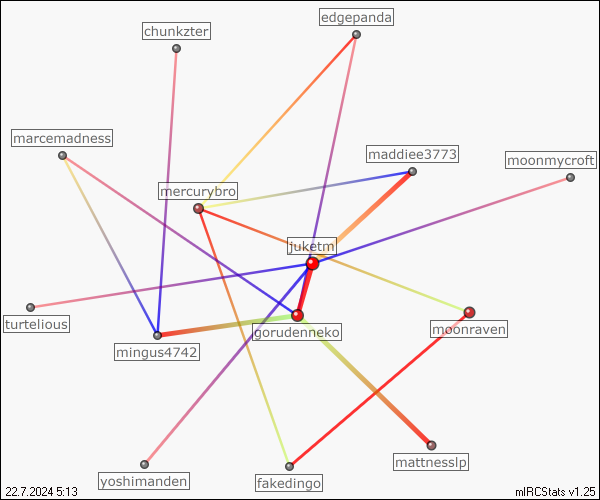 edgepanda
chunkzter
marcemadness
maddiee3773
moonmycroft
mercurybro
juketm
turtelious
moonraven
gorudenneko
mingus4742
mattnesslp
yoshimanden
fakedingo
22.7.2024 5:13
mIRCStats v1.25